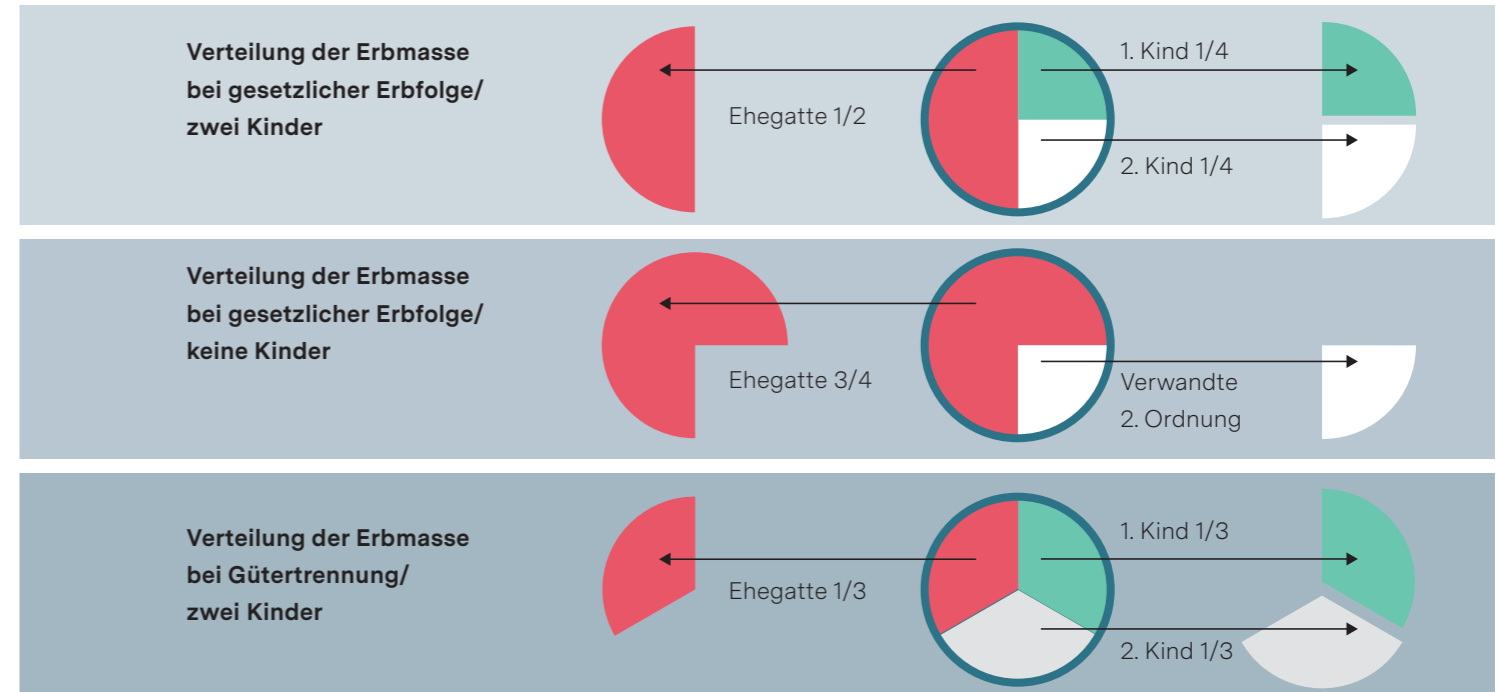 Verteilung der Erbmasse
bei gesetzlicher Erbfolge/
zwei Kinder
Ehegatte 1/2
1. Kind 1/4
2. Kind 1/4
Verteilung der Erbmasse
bei gesetzlicher Erbfolge/
keine Kinder
Ehegatte 3/4
Verwandte
2. Ordnung
Verteilung der Erbmasse
bei Gütertrennung/
zwei Kinder
Ehegatte 1/3
1. Kind 1/3
2. Kind 1/3